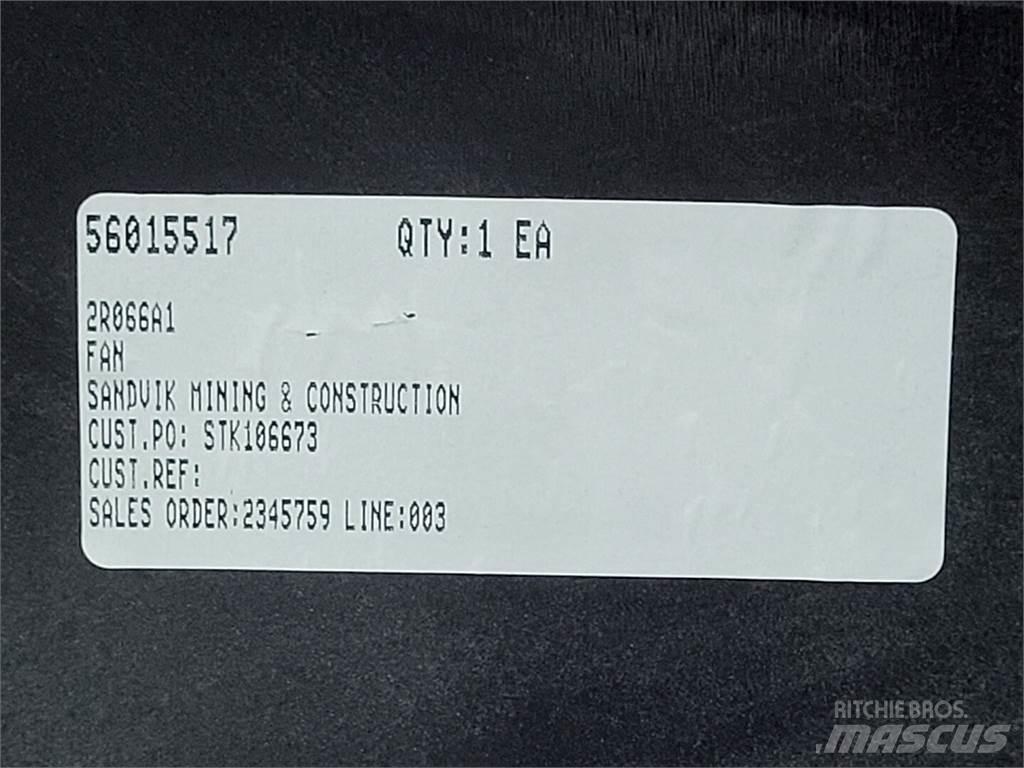 56015517 QTY:1 EA
2R066A1
FAN
SANDVIK MINING & CONSTRUCTION
CUST.PO: STK106673
CUST.REF:
SALES ORDER:2345759 LINE:003
RITCHIE BROS.
MASCUS